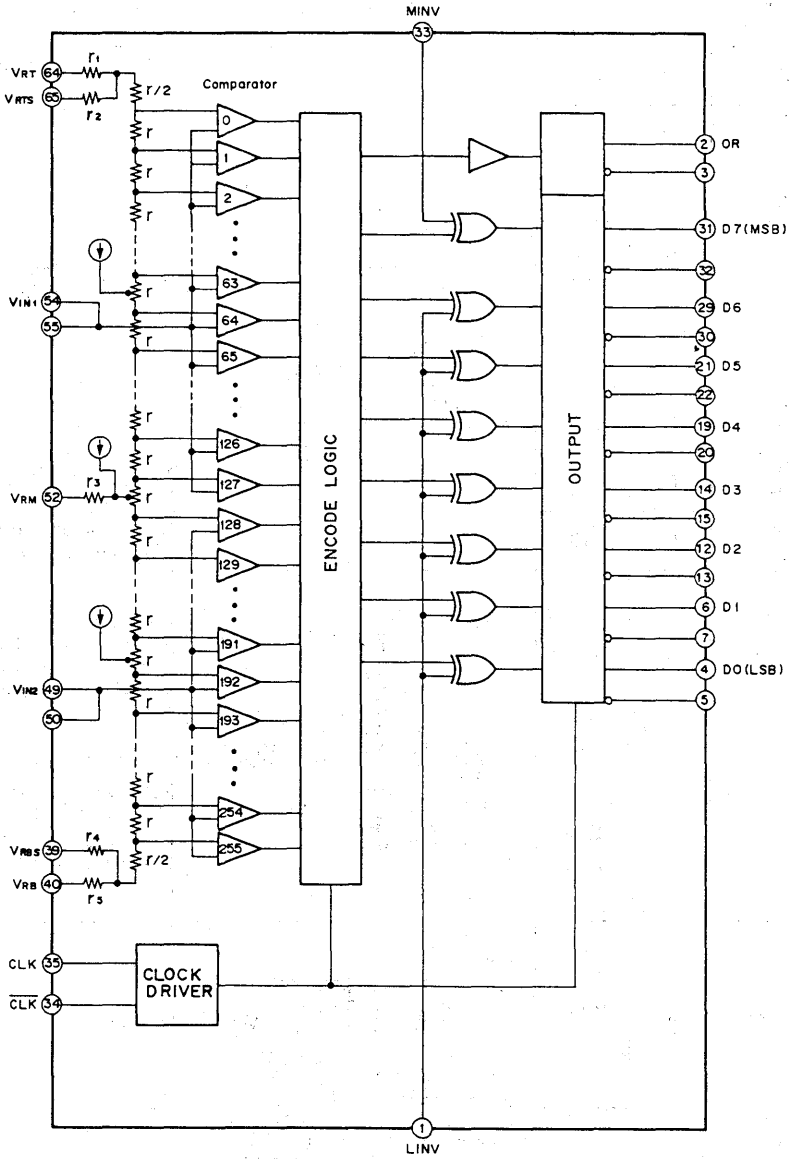 MINV
33
VRT 64 r1
VRTS 65 r2
r/2
r
r
r
Comparator
0
1
2
63
r
VIN1 54
55
r
64
65
126
r
r
127
VRM 52 r3
r
128
r
129
r
191
r
VIN2 49
50
192
r
193
r
254
r
255
r/2
VRBS 39 r4
VRB 40 r5
ENCODE LOGIC
OUTPUT
2 OR
3
31 D7(MSB)
32
29 D6
30
21 D5
22
19 D4
20
14 D3
15
12 D2
13
6 D1
7
4 D0(LSB)
5
CLK 35
CLK 34
CLOCK
DRIVER
1
LINV